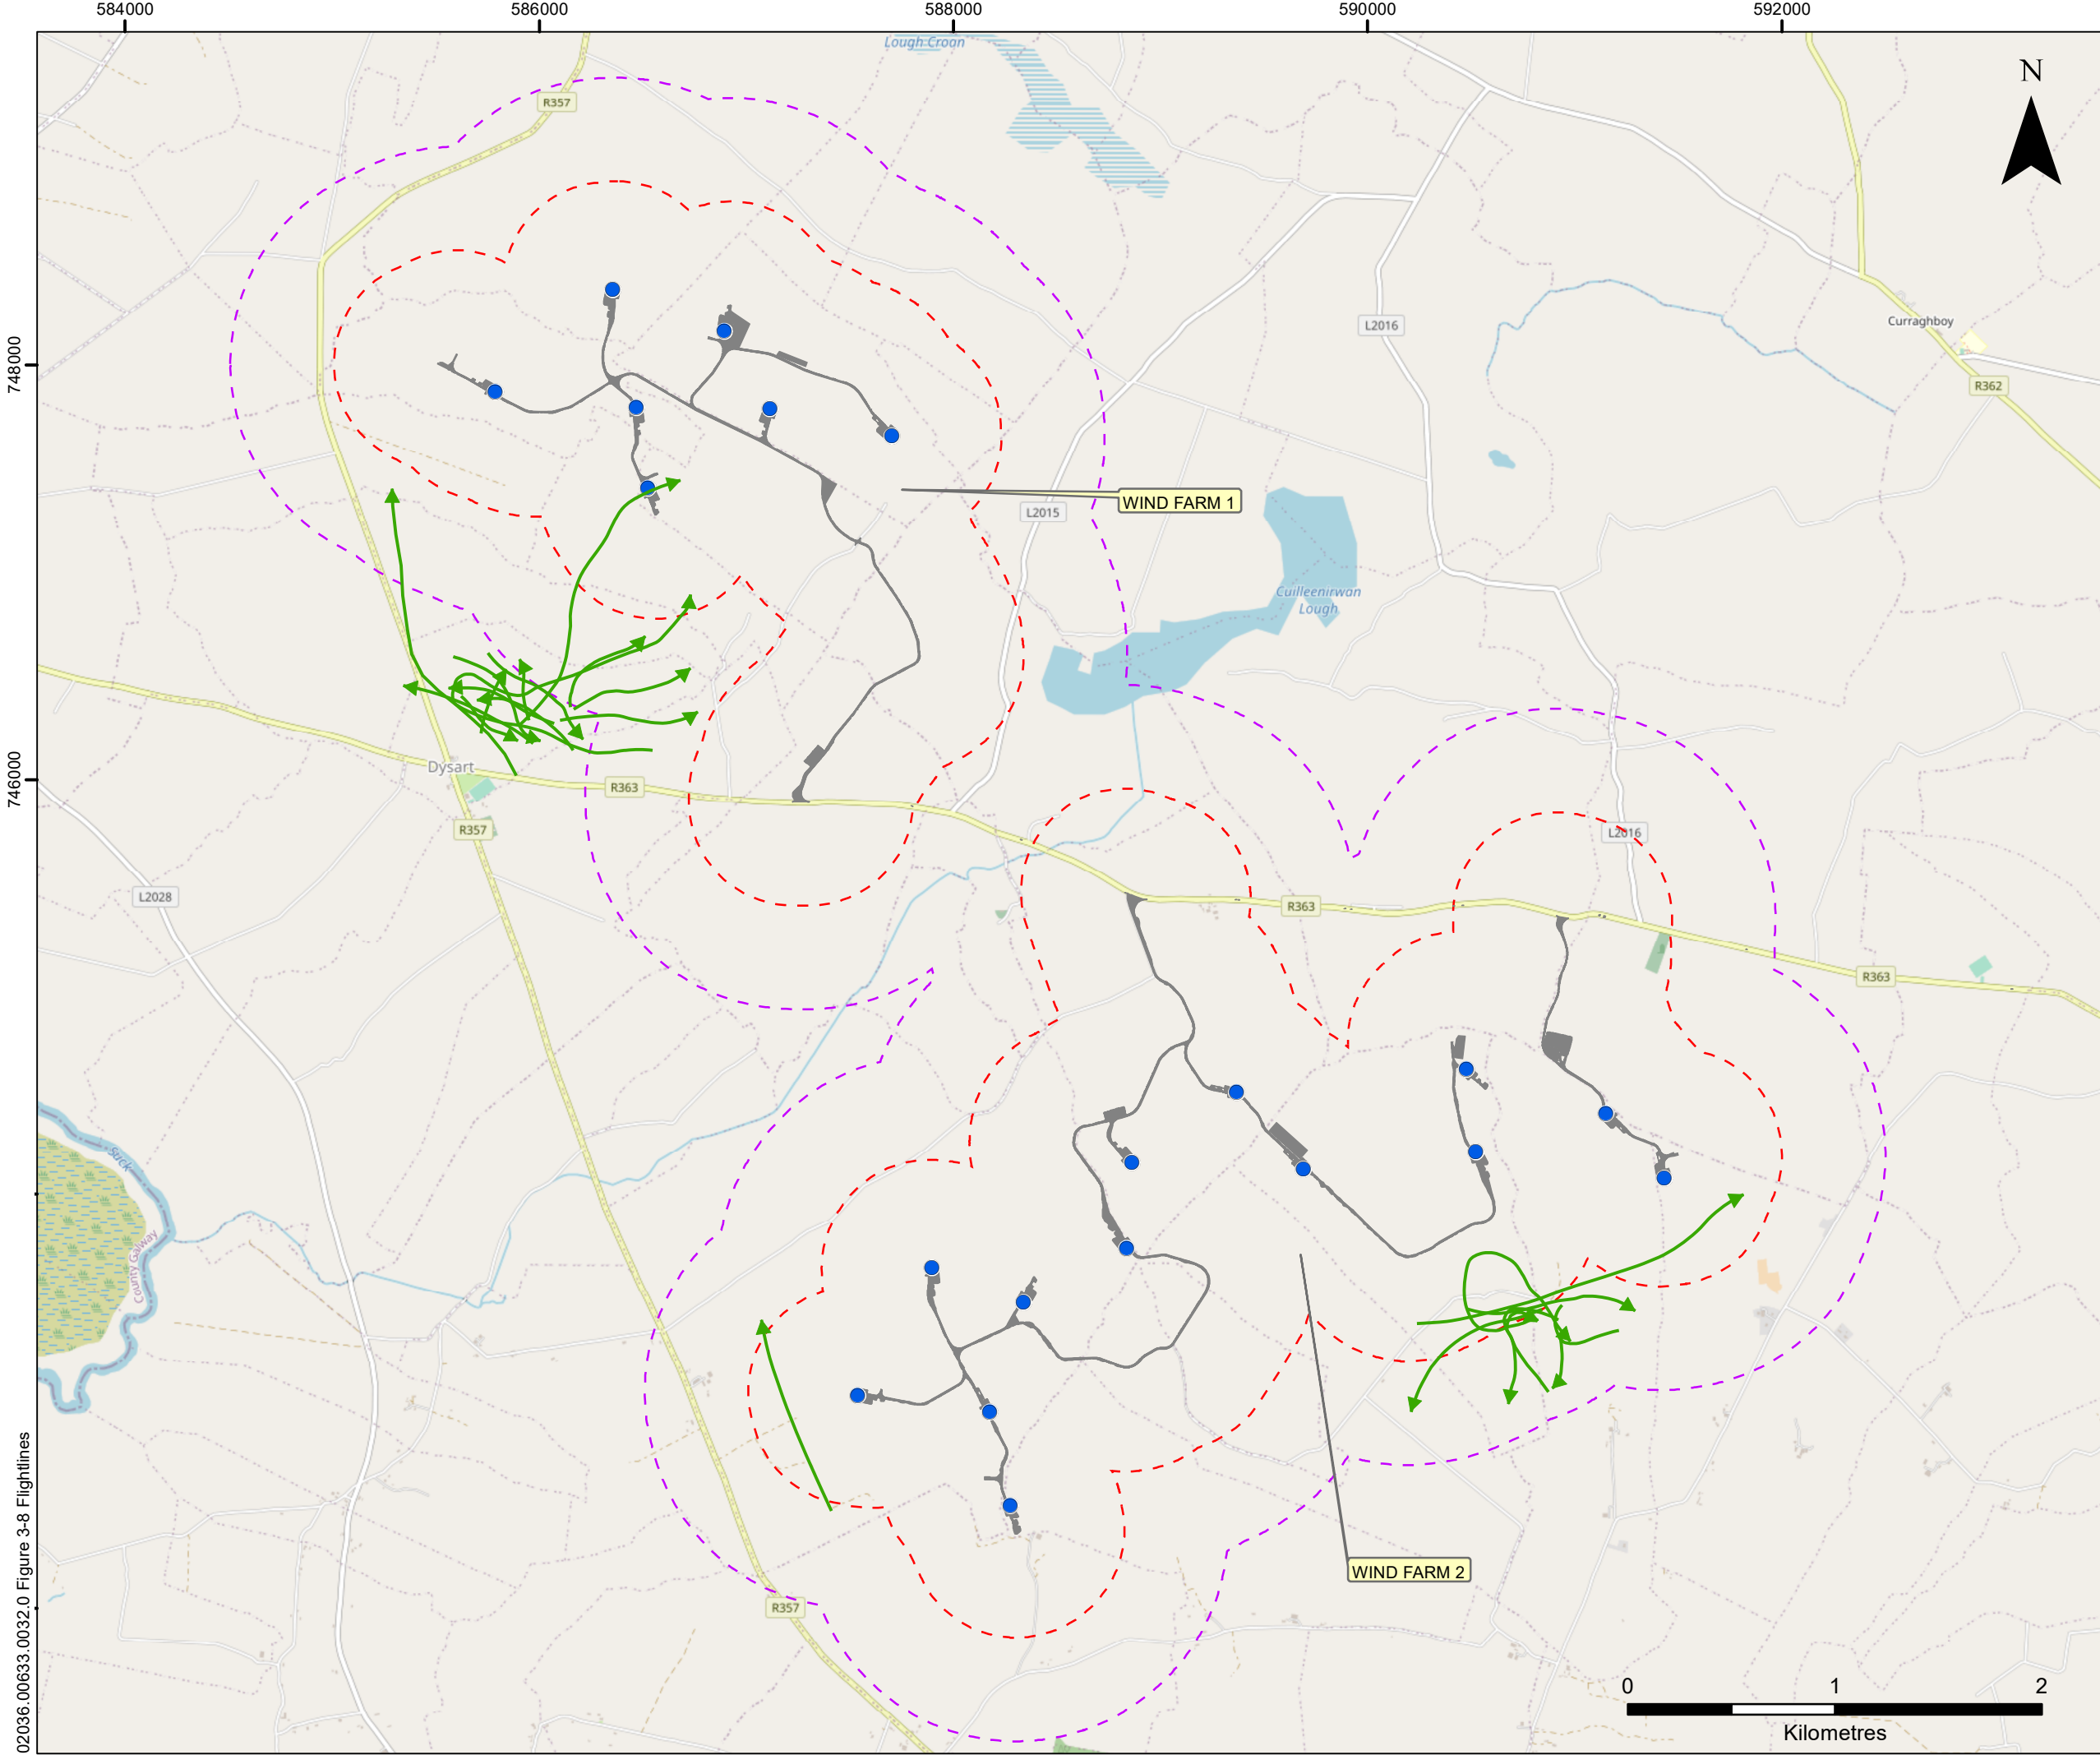 584000
586000
588000
590000
592000
Lough Croan
N
R357
L2016
Curraghboy
748000
R362
WIND FARM 1
L2015
Cuilleenirwan
Lough
Dysart
746000
R363
R357
L2016
L2028
R363
R363
Suck
County Galway
WIND FARM 2
R357
02036.00633.0032.0 Figure 3-8 Flightlines
0
1
2
Kilometres